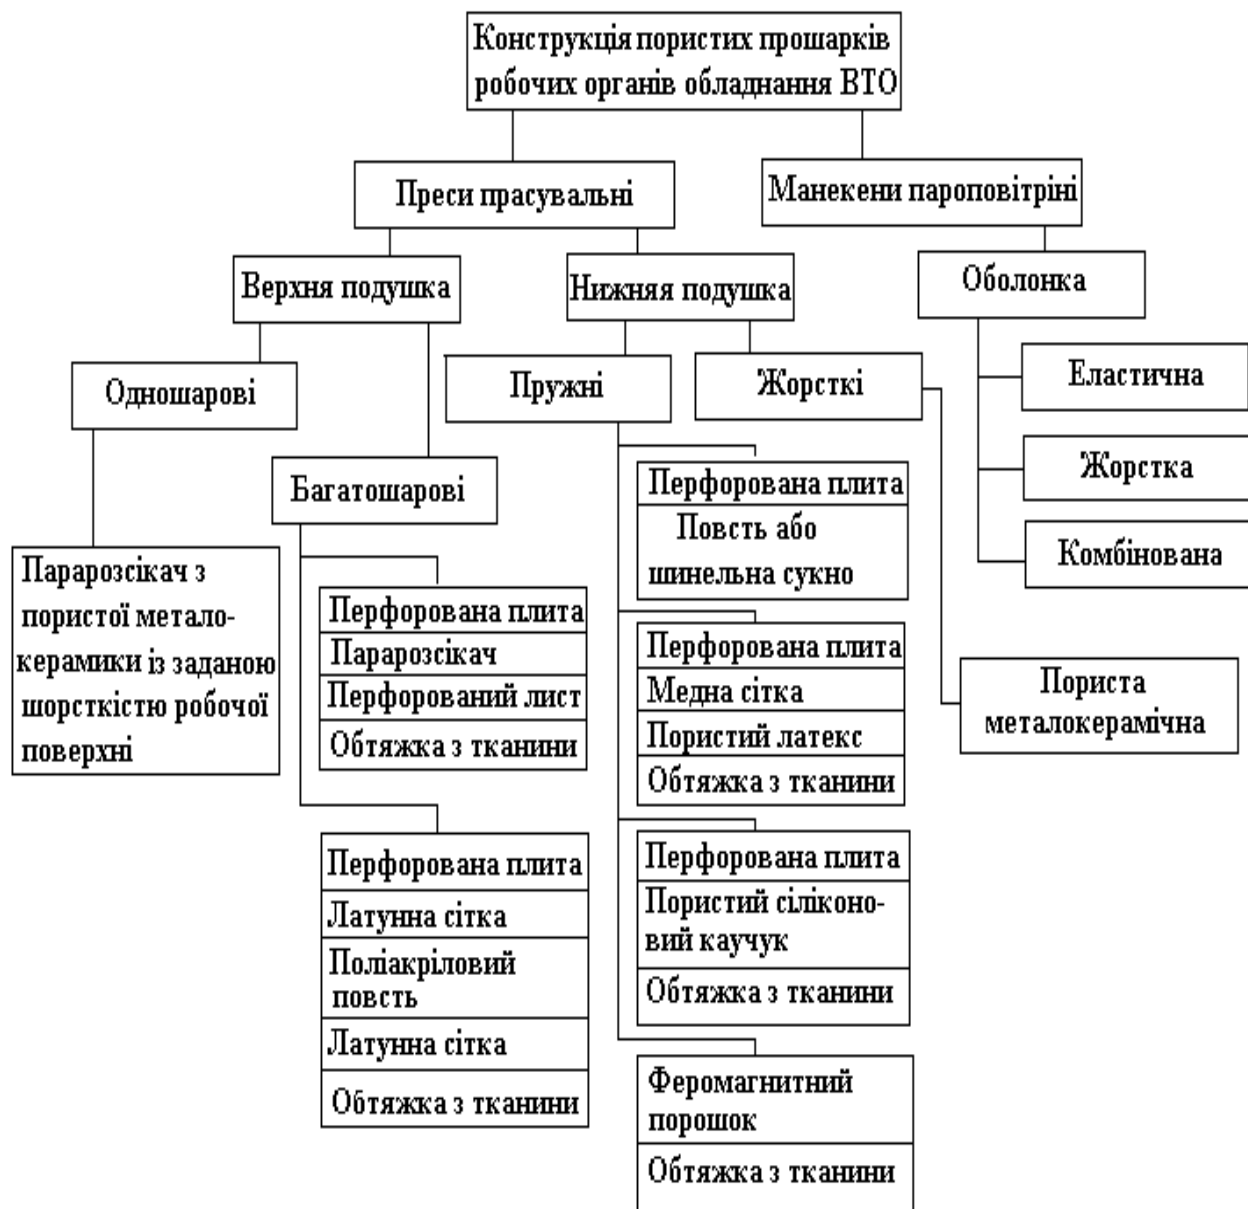 Конструкція пористих прошарків
робочих органів обладнання ВТО
Преси прасувальні
Манекени пароповітріні
Верхня подушка
Нижняя подушка
Оболонка
Одношарові
Пружні
Жорсткі
Еластична
Багатошарові
Перфорована плита
Повсть або
шинельна сукно
Жорстка
Комбінована
Парарозсікач з
пористої метало-
керамики із заданою
шорсткістю робочої
поверхні
Перфорована плита
Парарозсікач
Перфорований лист
Обтяжка з тканини
Перфорована плита
Медна сітка
Пористий латекс
Обтяжка з тканини
Пориста
металокерамічна
Перфорована плита
Латунна сітка
Поліакріловий
повсть
Латунна сітка
Обтяжка з тканини
Перфорована плита
Пористий сіліконо-
вий каучук
Обтяжка з тканини
Феромагнитний
порошок
Обтяжка з тканини